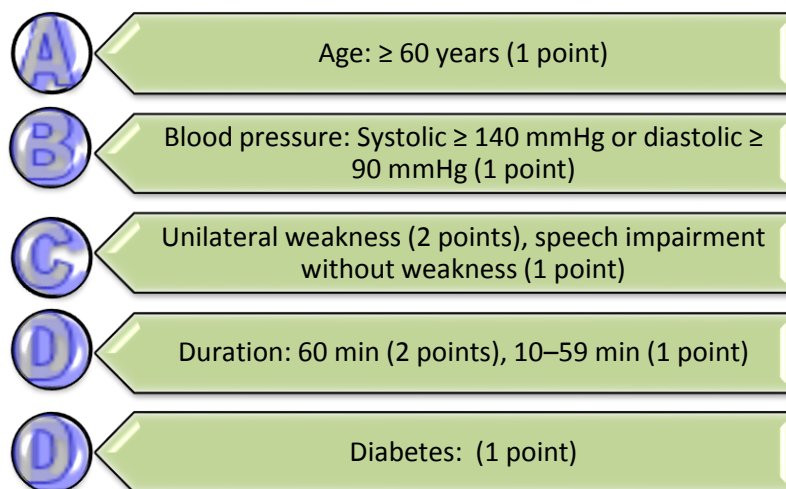 A
Age: ≥ 60 years (1 point)
B
Blood pressure: Systolic ≥ 140 mmHg or diastolic ≥
90 mmHg (1 point)
C
Unilateral weakness (2 points), speech impairment
without weakness (1 point)
D
Duration: 60 min (2 points), 10–59 min (1 point)
D
Diabetes:  (1 point)